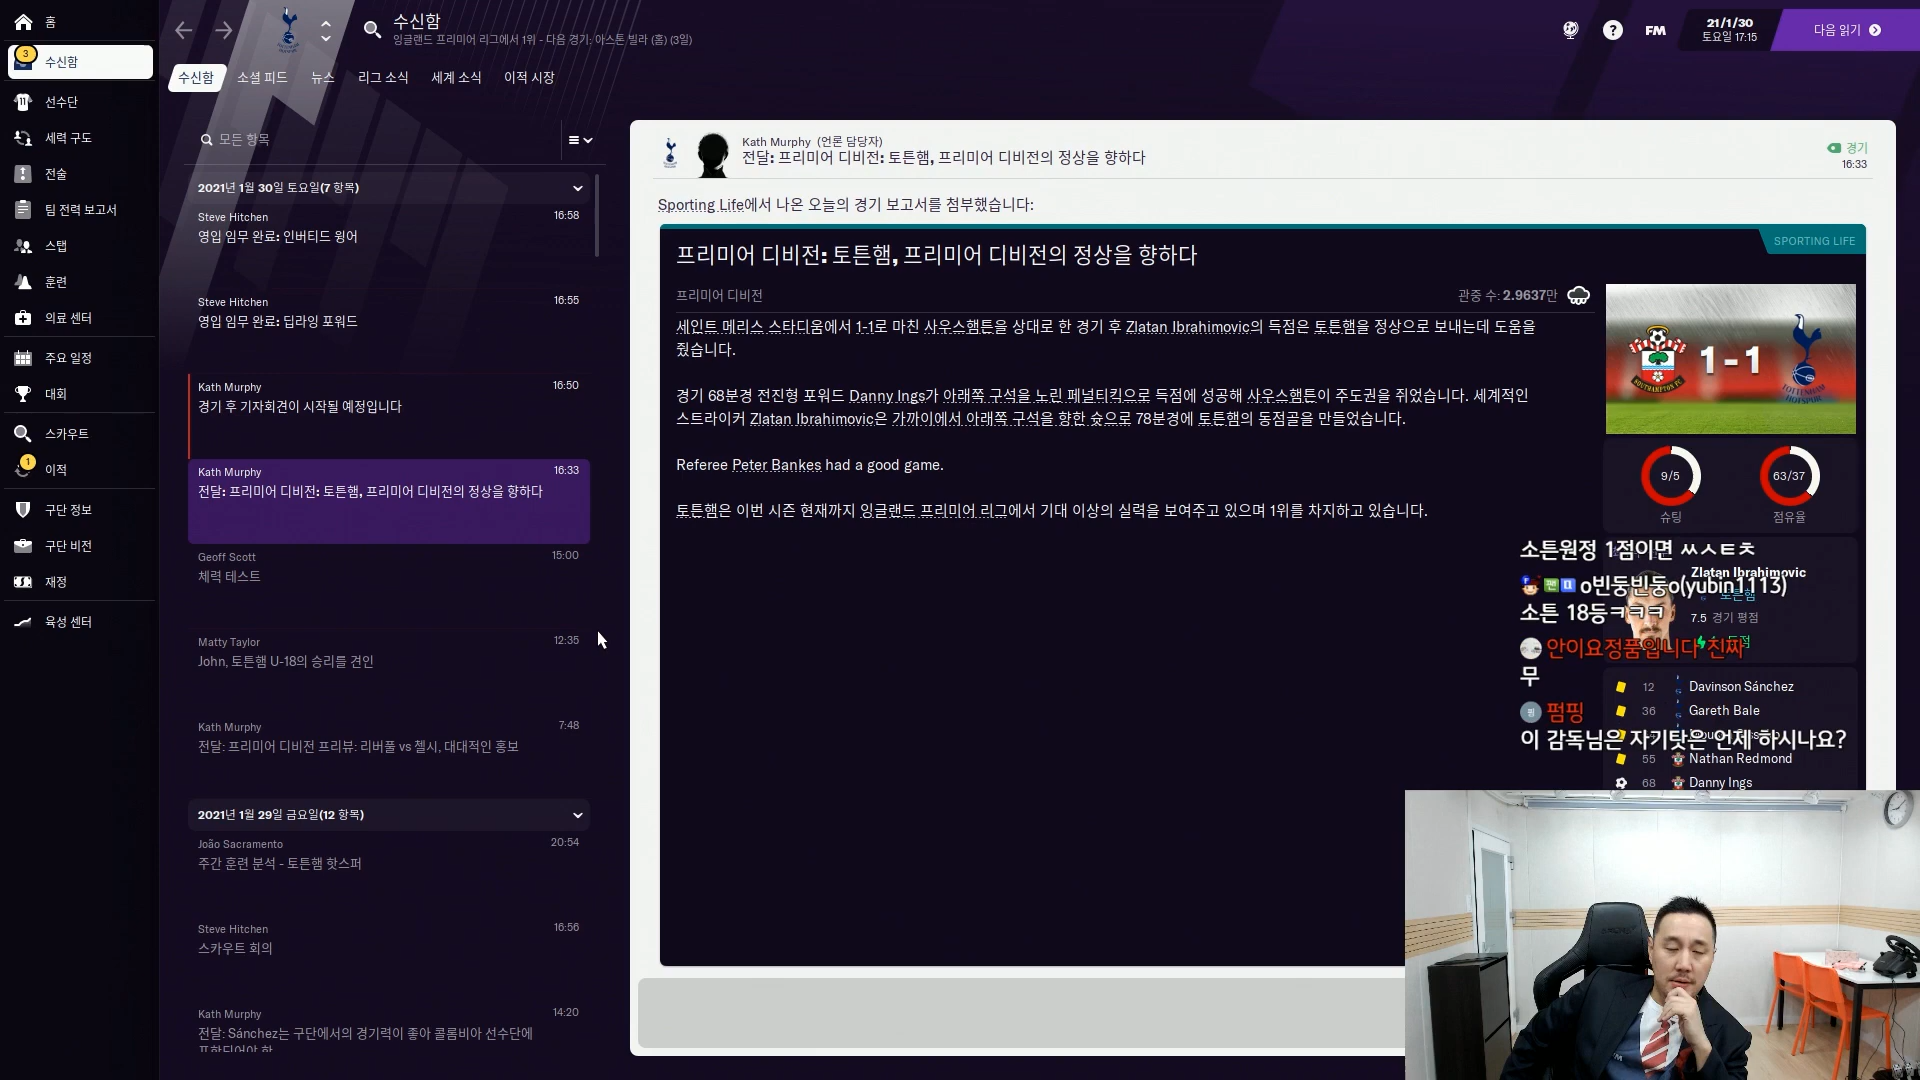 홈
3
수신함
선수단
세력 구도
전술
팀 전력 보고서
스탭
훈련
의료 센터
주요 일정
대회
스카우트
1
이적
구단 정보
구단 비전
재정
육성 센터
수신함
잉글랜드 프리미어 리그에서 1위 - 다음 경기: 아스톤 빌라 (홈) (3일)
FM
21/1/30
토요일 17:15
다음 읽기
수신함
소셜 피드
뉴스
리그 소식
세계 소식
이적 시장
모든 항목
2021년 1월 30일 토요일(7 항목)
Steve Hitchen 16:58
영입 임무 완료: 인버티드 윙어
Steve Hitchen 16:55
영입 임무 완료: 딥라잉 포워드
Kath Murphy 16:50
경기 후 기자회견이 시작될 예정입니다
Kath Murphy 16:33
전달: 프리미어 디비전: 토튼햄, 프리미어 디비전의 정상을 향하다
Geoff Scott 15:00
체력 테스트
Matty Taylor 12:35
John, 토튼햄 U-18의 승리를 견인
Kath Murphy 7:48
전달: 프리미어 디비전 프리뷰: 리버풀 vs 첼시, 대대적인 홍보
2021년 1월 29일 금요일(12 항목)
João Sacramento 20:54
주간 훈련 분석 - 토튼햄 핫스퍼
Steve Hitchen 16:56
스카우트 회의
Kath Murphy 14:20
전달: Sánchez는 구단에서의 경기력이 좋아 콜롬비아 선수단에
Kath Murphy (언론 담당자)
전달: 프리미어 디비전: 토튼햄, 프리미어 디비전의 정상을 향하다
경기
16:33
Sporting Life에서 나온 오늘의 경기 보고서를 첨부했습니다:
SPORTING LIFE
프리미어 디비전: 토튼햄, 프리미어 디비전의 정상을 향하다
프리미어 디비전
관중 수: 2.9637만
세인트 메리스 스타디움에서 1-1로 마친 사우스햄튼을 상대로 한 경기 후 Zlatan Ibrahimovic의 득점은 토튼햄을 정상으로 보내는데 도움을
줬습니다.
경기 68분경 전진형 포워드 Danny Ings가 아래쪽 구석을 노린 페널티킥으로 득점에 성공해 사우스햄튼이 주도권을 쥐었습니다. 세계적인
스트라이커 Zlatan Ibrahimovic은 가까이에서 아래쪽 구석을 향한 슛으로 78분경에 토튼햄의 동점골을 만들었습니다.
Referee Peter Bankes had a good game.
토튼햄은 이번 시즌 현재까지 잉글랜드 프리미어 리그에서 기대 이상의 실력을 보여주고 있으며 1위를 차지하고 있습니다.
1 - 1
9/5
슈팅
63/37
점유율
소튼원정 1점이면 ㅆㅅㅌㅊ
Zlatan Ibrahimovic
o빈둥빈둥o(yubin1113)
토튼햄
소튼 18등ㅋㅋㅋ
7.5 경기 평점
안이요정품입니다 진짜
무
12 Davinson Sánchez
펌핑
36 Gareth Bale
이 감독님은 자기탓은 언제 하시나요?
55 Nathan Redmond
68 Danny Ings